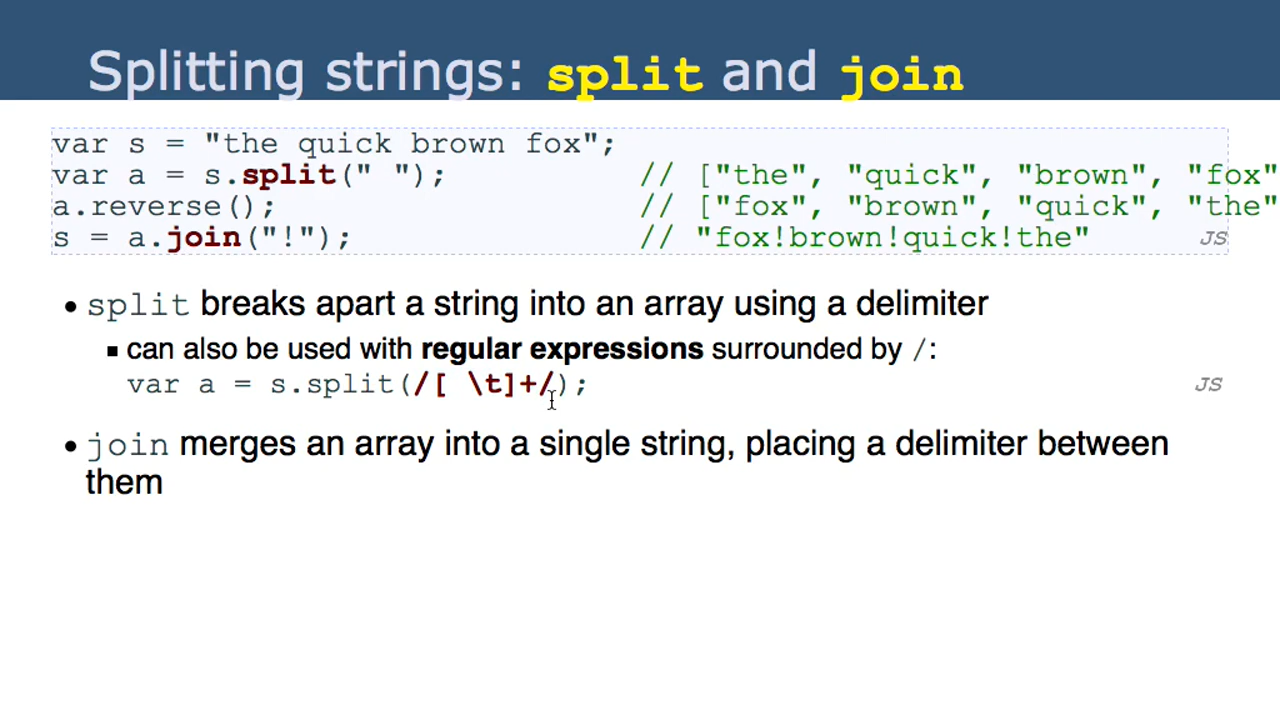 Splitting strings: split and join
var s = "the quick brown fox";
var a = s.split(" "); // ["the", "quick", "brown", "fox"
a.reverse(); // ["fox", "brown", "quick", "the"
s = a.join("!"); // "fox!brown!quick!the" JS
• split breaks apart a string into an array using a delimiter
▪ can also be used with regular expressions surrounded by /:
var a = s.split(/[ \t]+/); JS
• join merges an array into a single string, placing a delimiter between
them